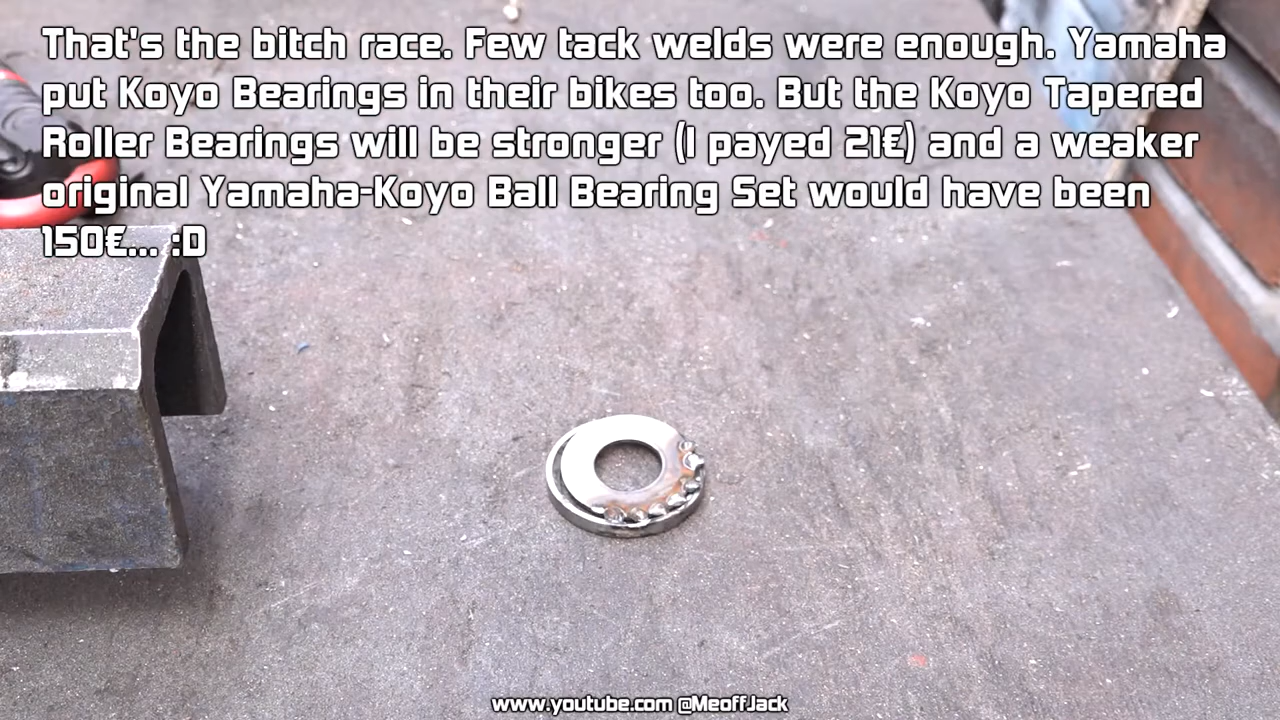 That's the bitch race. Few tack welds were enough. Yamaha
put Koyo Bearings in their bikes too. But the Koyo Tapered
Roller Bearings will be stronger (I payed 21€) and a weaker
original Yamaha-Koyo Ball Bearing Set would have been
150€... :D
www.youtube.com @MeoffJack